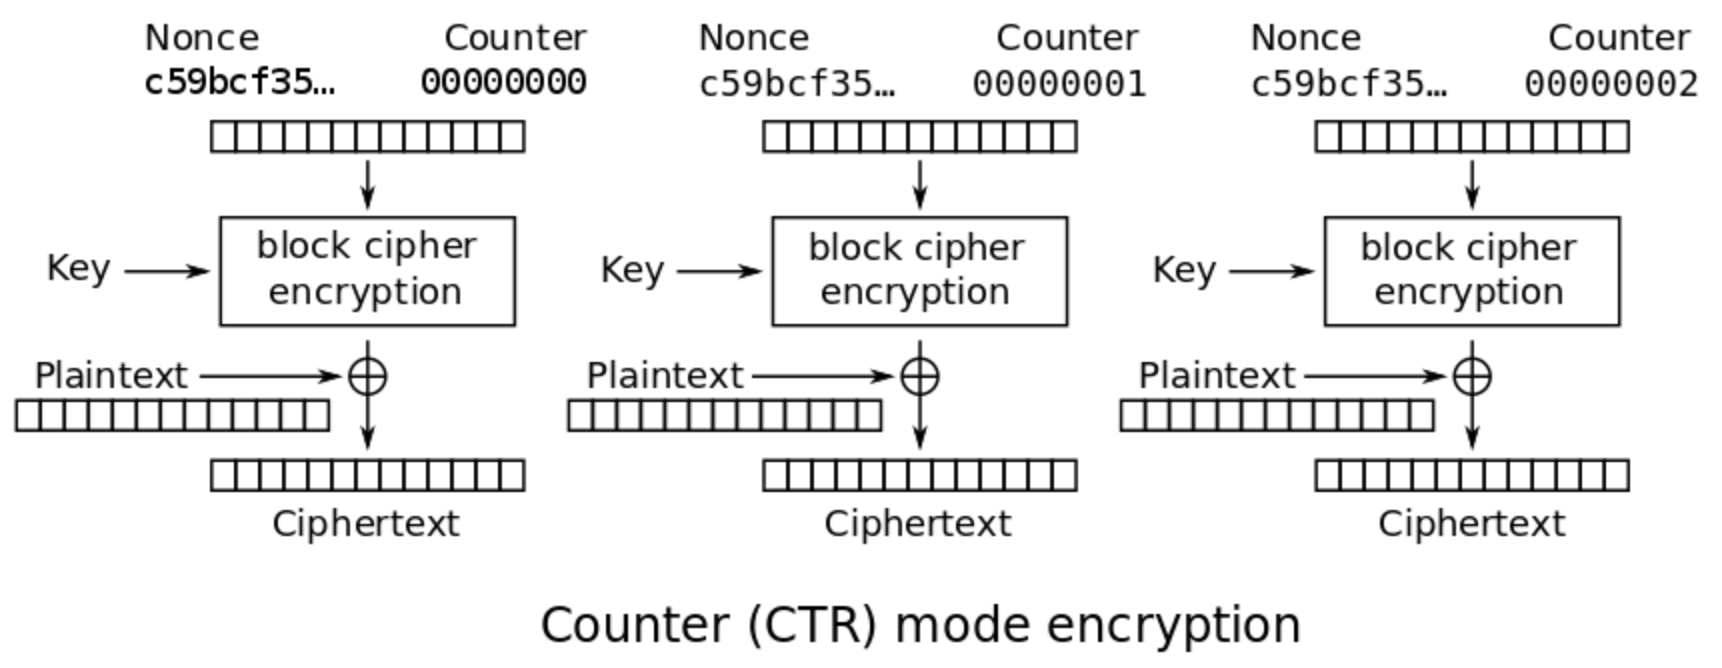 Nonce Counter
c59bcf35… 00000000
Key
block cipher
encryption
Plaintext
Ciphertext
Nonce Counter
c59bcf35… 00000001
Key
block cipher
encryption
Plaintext
Ciphertext
Nonce Counter
c59bcf35… 00000002
Key
block cipher
encryption
Plaintext
Ciphertext
Counter (CTR) mode encryption